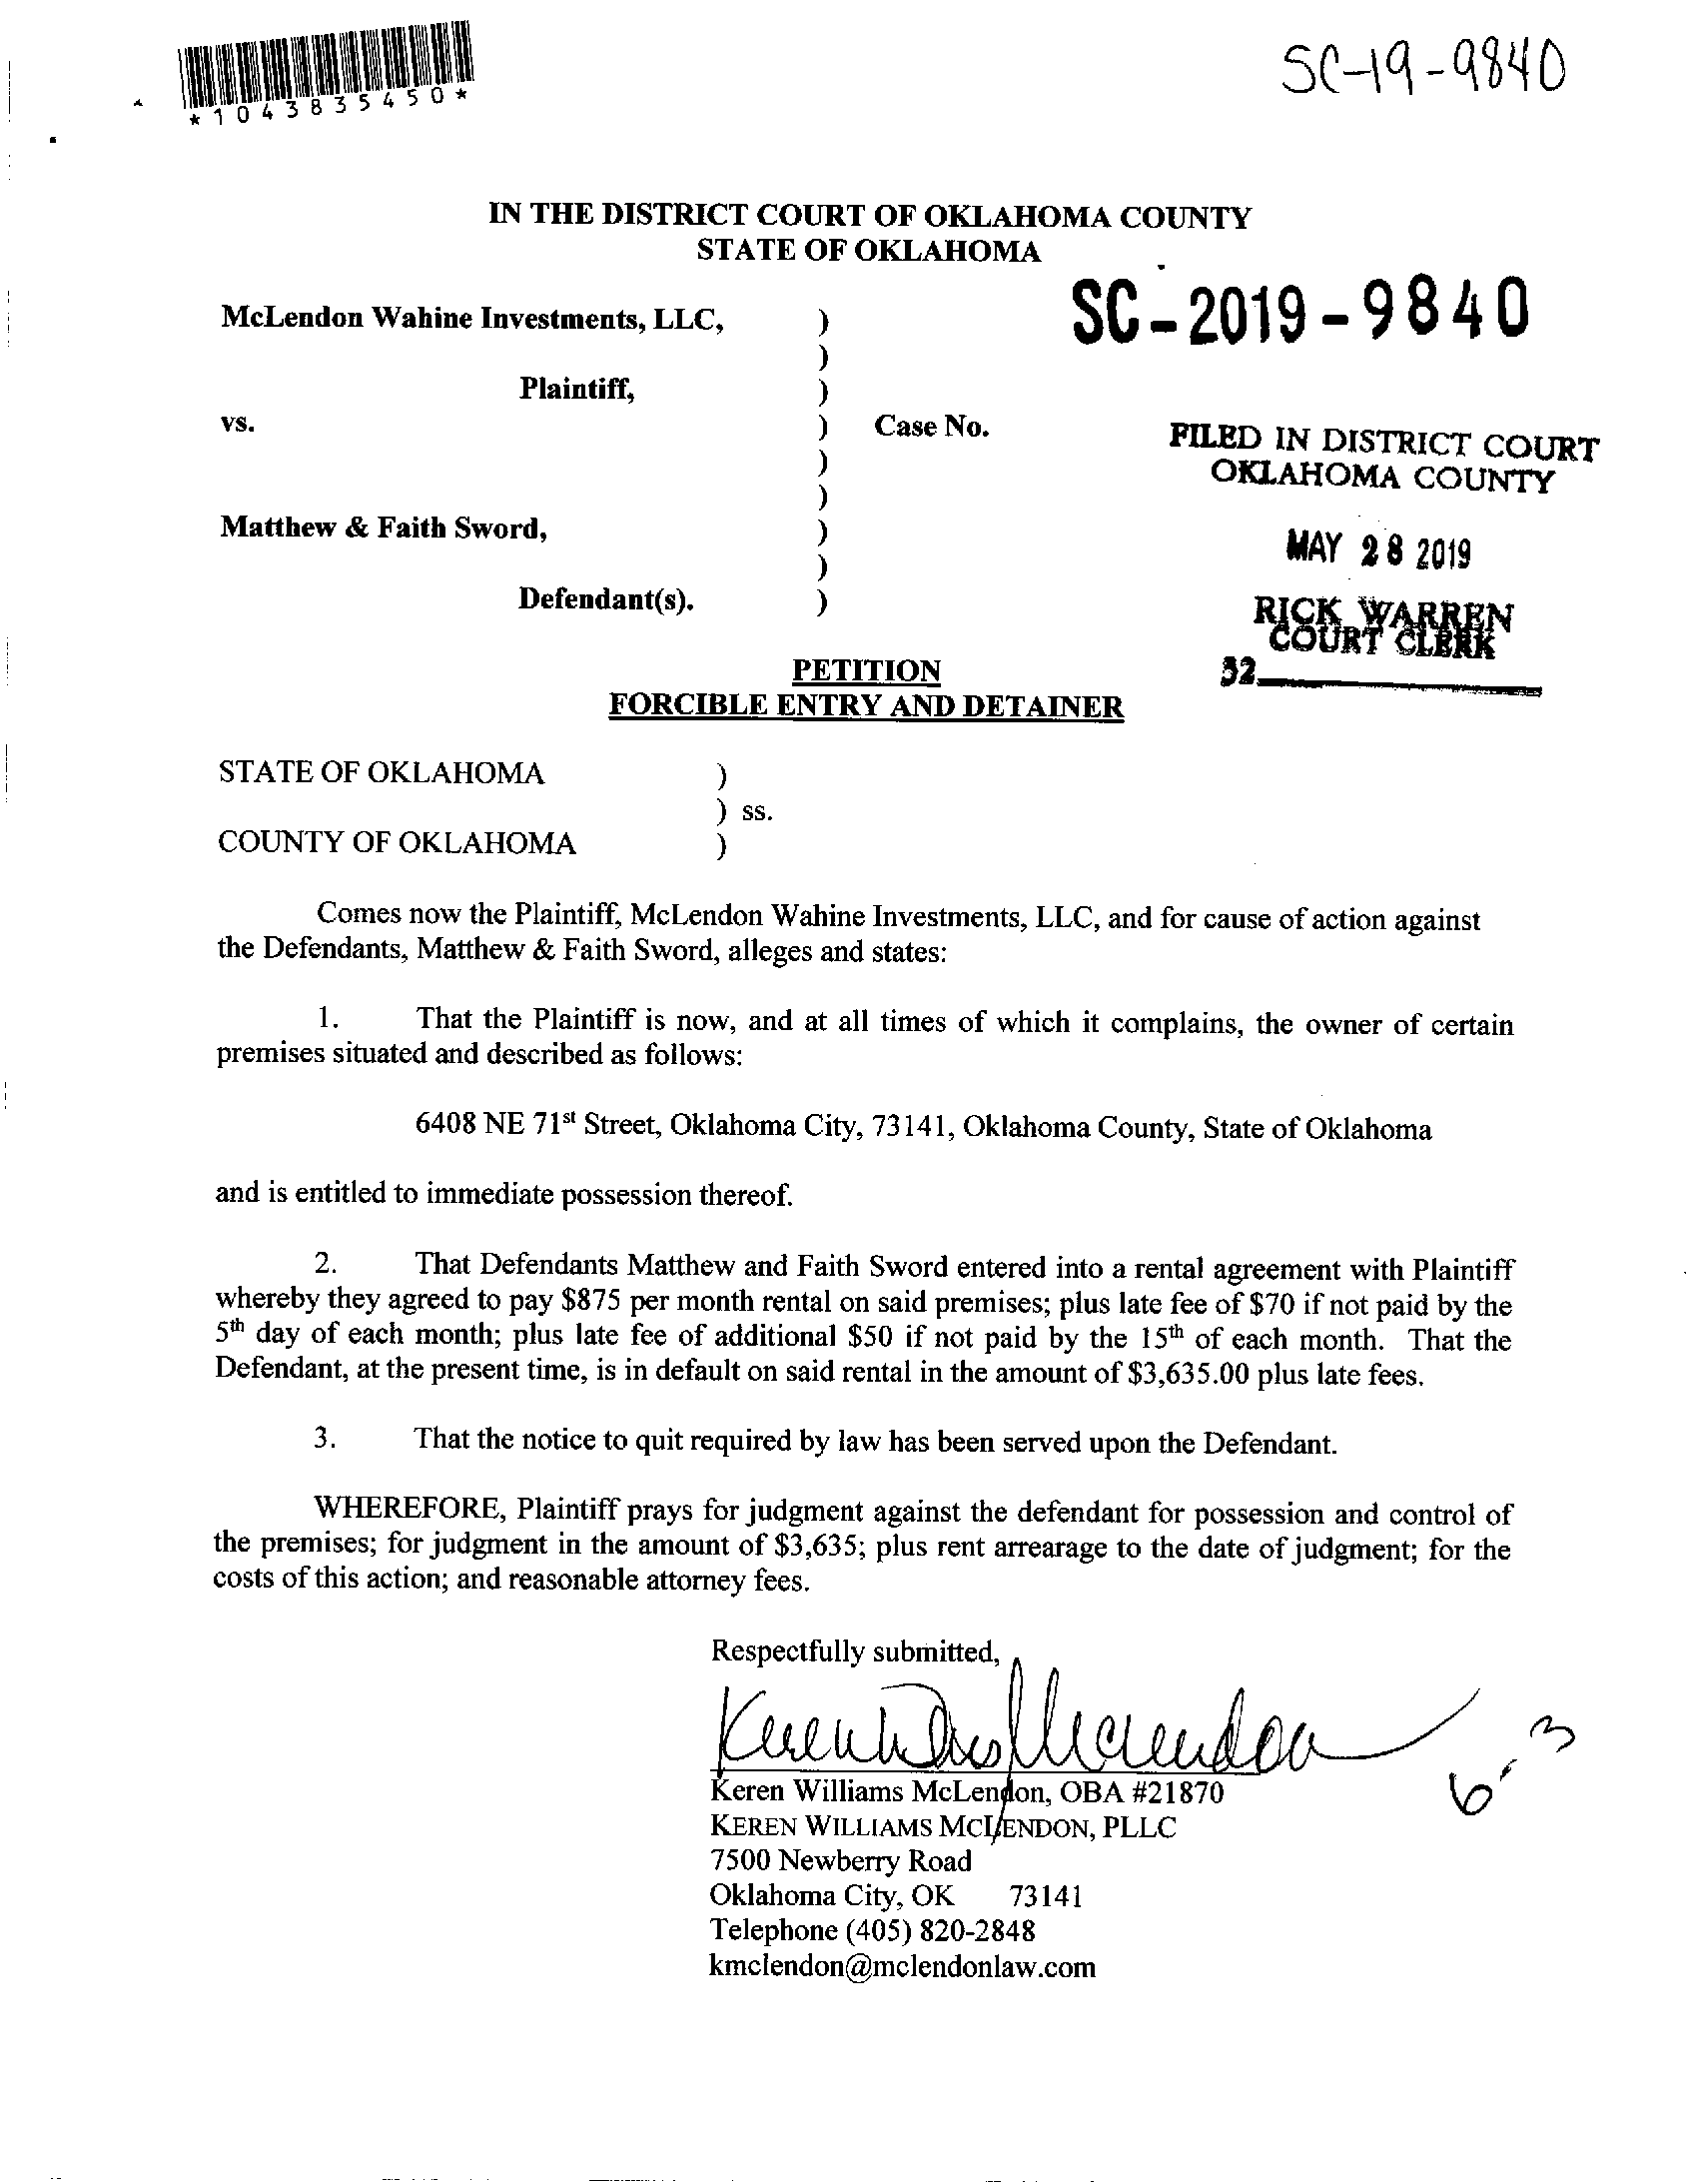 SC-19-9840
*1043835450*
IN THE DISTRICT COURT OF OKLAHOMA COUNTY
STATE OF OKLAHOMA
SC-2019-9840
McLendon Wahine Investments, LLC, )
)
Plaintiff, )
vs. ) Case No.
FILED IN DISTRICT COURT
OKLAHOMA COUNTY
)
)
Matthew & Faith Sword, )
MAY 28 2019
)
Defendant(s). )
RICK WARREN
COURT CLERK
32
PETITION
FORCIBLE ENTRY AND DETAINER
STATE OF OKLAHOMA )
) ss.
COUNTY OF OKLAHOMA )
Comes now the Plaintiff, McLendon Wahine Investments, LLC, and for cause of action against
the Defendants, Matthew & Faith Sword, alleges and states:
1. That the Plaintiff is now, and at all times of which it complains, the owner of certain
premises situated and described as follows:
6408 NE 71st Street, Oklahoma City, 73141, Oklahoma County, State of Oklahoma
and is entitled to immediate possession thereof.
2. That Defendants Matthew and Faith Sword entered into a rental agreement with Plaintiff
whereby they agreed to pay $875 per month rental on said premises; plus late fee of $70 if not paid by the
5th day of each month; plus late fee of additional $50 if not paid by the 15th of each month. That the
Defendant, at the present time, is in default on said rental in the amount of $3,635.00 plus late fees.
3. That the notice to quit required by law has been served upon the Defendant.
WHEREFORE, Plaintiff prays for judgment against the defendant for possession and control of
the premises; for judgment in the amount of $3,635; plus rent arrearage to the date of judgment; for the
costs of this action; and reasonable attorney fees.
Respectfully submitted,
Keren Williams McLendon
6-3
Keren Williams McLendon, OBA #21870
KEREN WILLIAMS MCLENDON, PLLC
7500 Newberry Road
Oklahoma City, OK 73141
Telephone (405) 820-2848
kmclendon@mclendonlaw.com